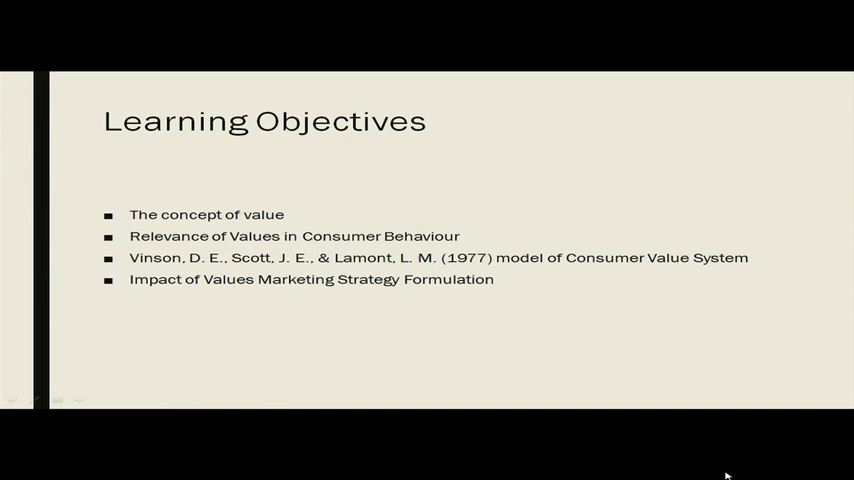 Learning Objectives
The concept of value
Relevance of Values in Consumer Behaviour
Vinson, D. E., Scott, J. E., & Lamont, L. M. (1977) model of Consumer Value System
Impact of Values Marketing Strategy Formulation